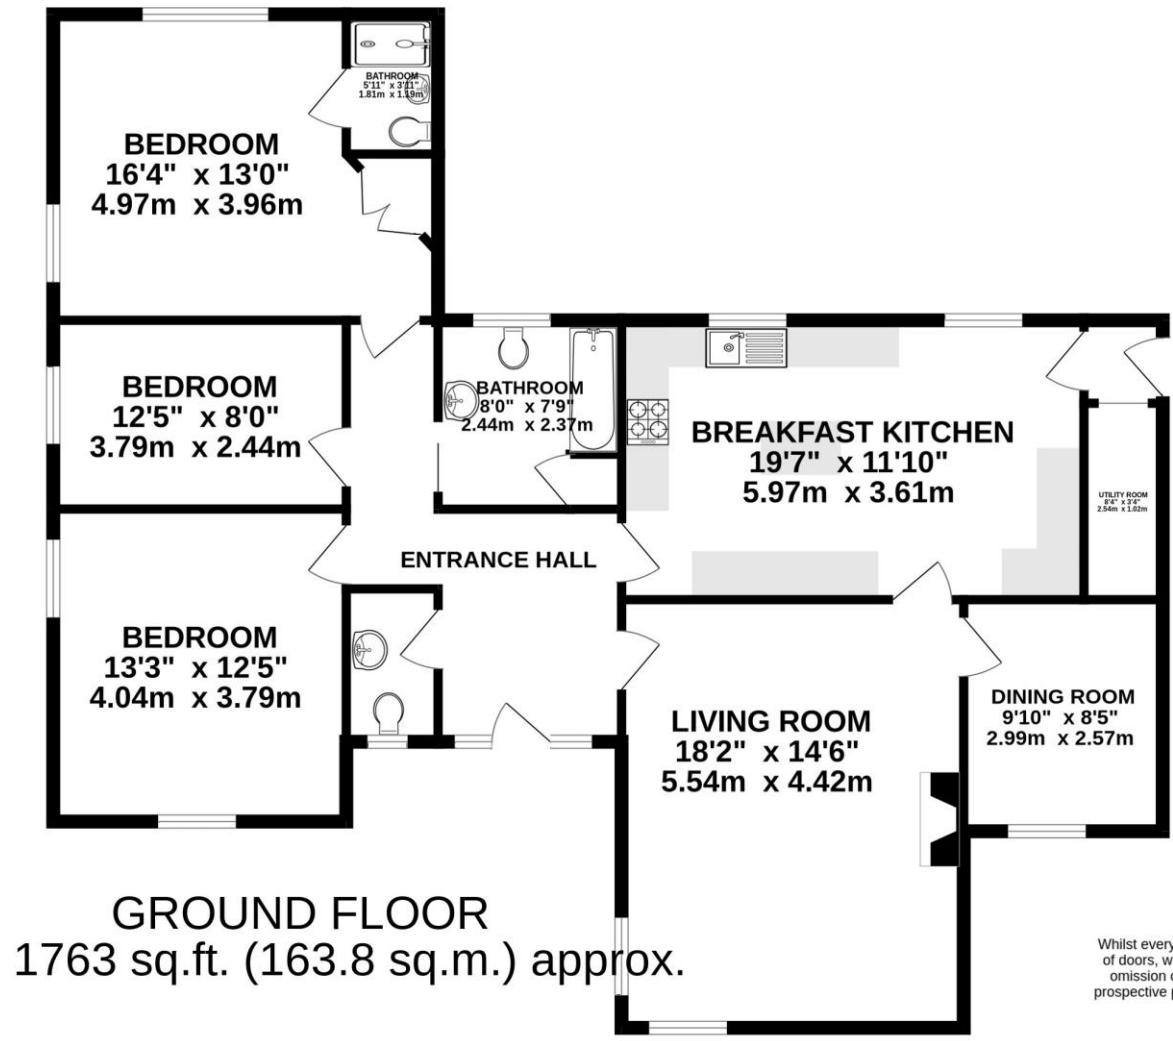 BATHROOM
5'11" x 3'11"
1.81m x 1.19m
BEDROOM
16'4" x 13'0"
4.97m x 3.96m
BEDROOM
12'5" x 8'0"
3.79m x 2.44m
BATHROOM
8'0" x 7'9"
2.44m x 2.37m
BREAKFAST KITCHEN
19'7" x 11'10"
5.97m x 3.61m
UTILITY ROOM
8'4" x 3'4"
2.54m x 1.02m
ENTRANCE HALL
BEDROOM
13'3" x 12'5"
4.04m x 3.79m
LIVING ROOM
18'2" x 14'6"
5.54m x 4.42m
DINING ROOM
9'10" x 8'5"
2.99m x 2.57m
GROUND FLOOR
1763 sq.ft. (163.8 sq.m.) approx.
Whilst every
of doors, w
omission o
prospective p